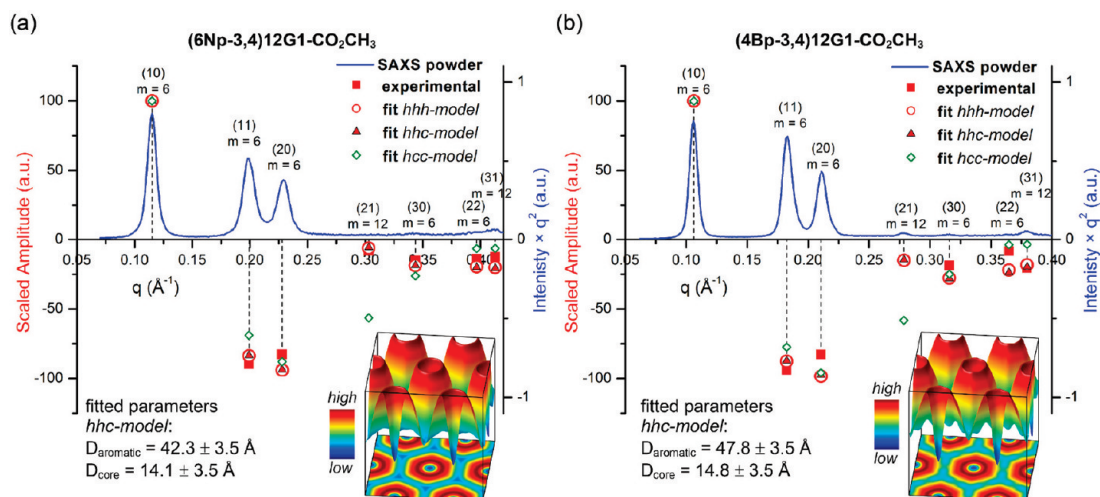 (a)
(6Np-3,4)12G1-CO2CH3
SAXS powder
experimental
fit hhh-model
fit hhc-model
fit hcc-model
(10)
m = 6
(11)
m = 6
(20)
m = 6
(21)
m = 12
(30)
m = 6
(22)
m = 6
(31)
m = 12
100
50
0
-50
-100
1
0
-1
0.10
0.15
0.20
0.25
0.30
0.35
0.40
q (Å-1)
Scaled Amplitude (a.u.)
Intenisty × q2 (a.u.)
fitted parameters
hhc-model:
Daromatic = 42.3 ± 3.5 Å
Dcore = 14.1 ± 3.5 Å
high
low
(b)
(4Bp-3,4)12G1-CO2CH3
SAXS powder
experimental
fit hhh-model
fit hhc-model
fit hcc-model
(10)
m = 6
(11)
m = 6
(20)
m = 6
(21)
m = 12
(30)
m = 6
(22)
m = 6
(31)
m = 12
100
50
0
-50
-100
1
0
-1
0.05
0.10
0.15
0.20
0.25
0.30
0.35
0.40
q (Å-1)
Scaled Amplitude (a.u.)
Intenisty × q2 (a.u.)
fitted parameters
hhc-model:
Daromatic = 47.8 ± 3.5 Å
Dcore = 14.8 ± 3.5 Å
high
low